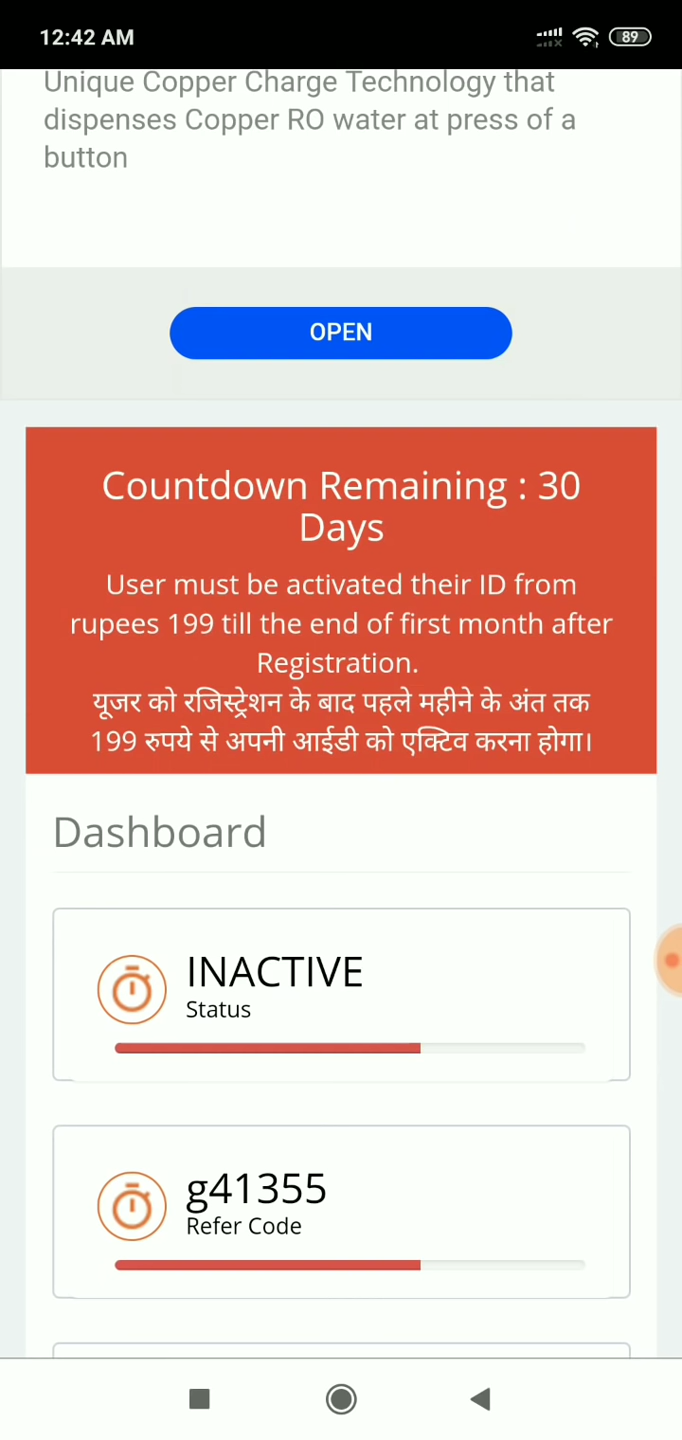 12:42 AM
89
Unique Copper Charge Technology that
dispenses Copper RO water at press of a
button
OPEN
Countdown Remaining : 30
Days
User must be activated their ID from
rupees 199 till the end of first month after
Registration.
यूजर को रजिस्ट्रेशन के बाद पहले महीने के अंत तक
199 रुपये से अपनी आईडी को एक्टिव करना होगा।
Dashboard
INACTIVE
Status
g41355
Refer Code